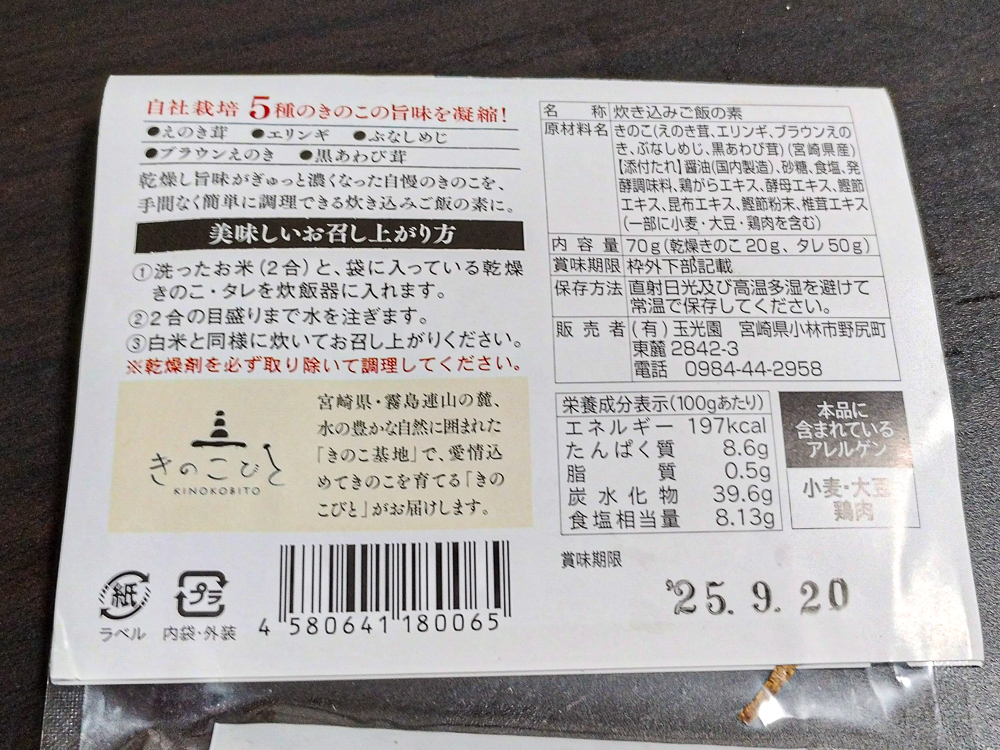 自社栽培 5種のきのこの旨味を凝縮!
●えのき茸 ●エリンギ ●ぶなしめじ
●ブラウンえのき ●黒あわび茸
乾燥し旨味がぎゅっと濃くなった自慢のきのこを、
手間なく簡単に調理できる炊き込みご飯の素に。
美味しいお召し上がり方
①洗ったお米(2合)と、袋に入っている乾燥
きのこ・タレを炊飯器に入れます。
②2合の目盛りまで水を注ぎます。
③白米と同様に炊いてお召し上がりください。
※乾燥剤を必ず取り除いて調理してください。
きのこびと
KINOKOBITO
宮崎県・霧島連山の麓、
水の豊かな自然に囲まれた
「きのこ基地」で、愛情込
めてきのこを育てる「きの
こびと」がお届けします。
紙
ラベル
プラ
内袋・外装
4 580641 180065
名 称 炊き込みご飯の素
原材料名 きのこ(えのき茸、エリンギ、ブラウンえの
き、ぶなしめじ、黒あわび茸)(宮崎県産)
【添付たれ】醤油(国内製造)、砂糖、食塩、発
酵調味料、鶏がらエキス、酵母エキス、鰹節
エキス、昆布エキス、鰹節粉末、椎茸エキス
(一部に小麦・大豆・鶏肉を含む)
内容量 70g(乾燥きのこ20g、タレ50g)
賞味期限 枠外下部記載
保存方法 直射日光及び高温多湿を避けて
常温で保存してください。
販売者 (有)玉光園 宮崎県小林市野尻町
東麓2842-3
電話 0984-44-2958
栄養成分表示(100gあたり)
エネルギー 197kcal
たんぱく質 8.6g
脂質 0.5g
炭水化物 39.6g
食塩相当量 8.13g
本品に
含まれている
アレルゲン
小麦・大豆
鶏肉
賞味期限
'25.9.20